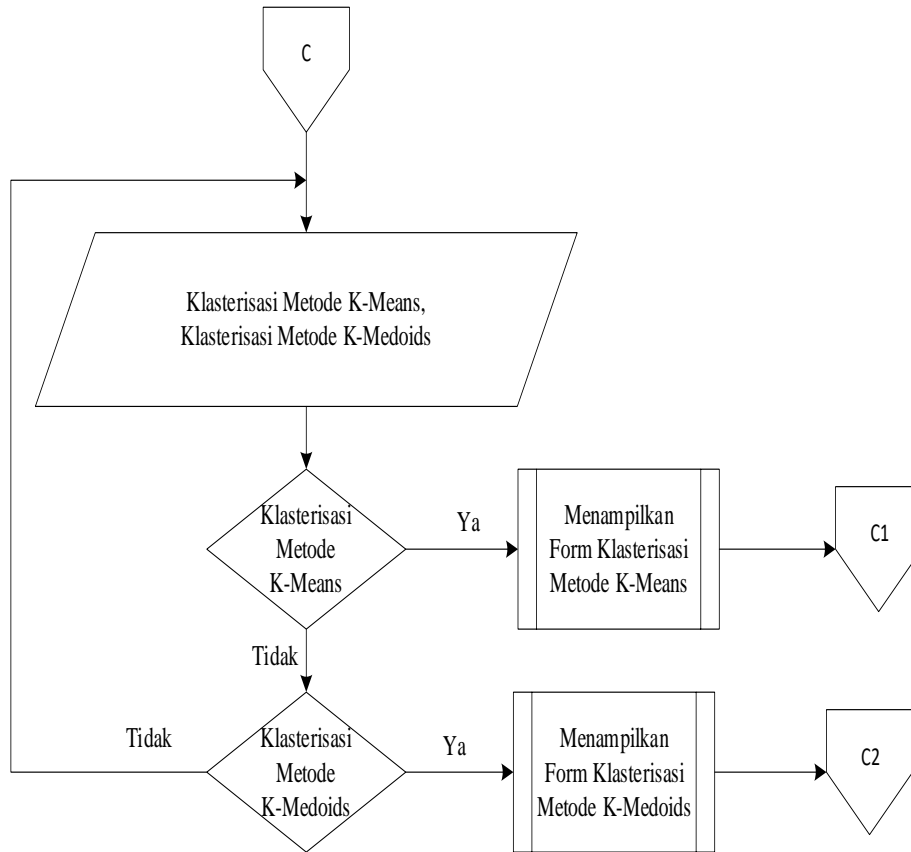 C
Klasterisasi Metode K-Means,
Klasterisasi Metode K-Medoids
Klasterisasi
Metode
K-Means
Ya
Menampilkan
Form Klasterisasi
Metode K-Means
C1
Tidak
Tidak
Klasterisasi
Metode
K-Medoids
Ya
Menampilkan
Form Klasterisasi
Metode K-Medoids
C2